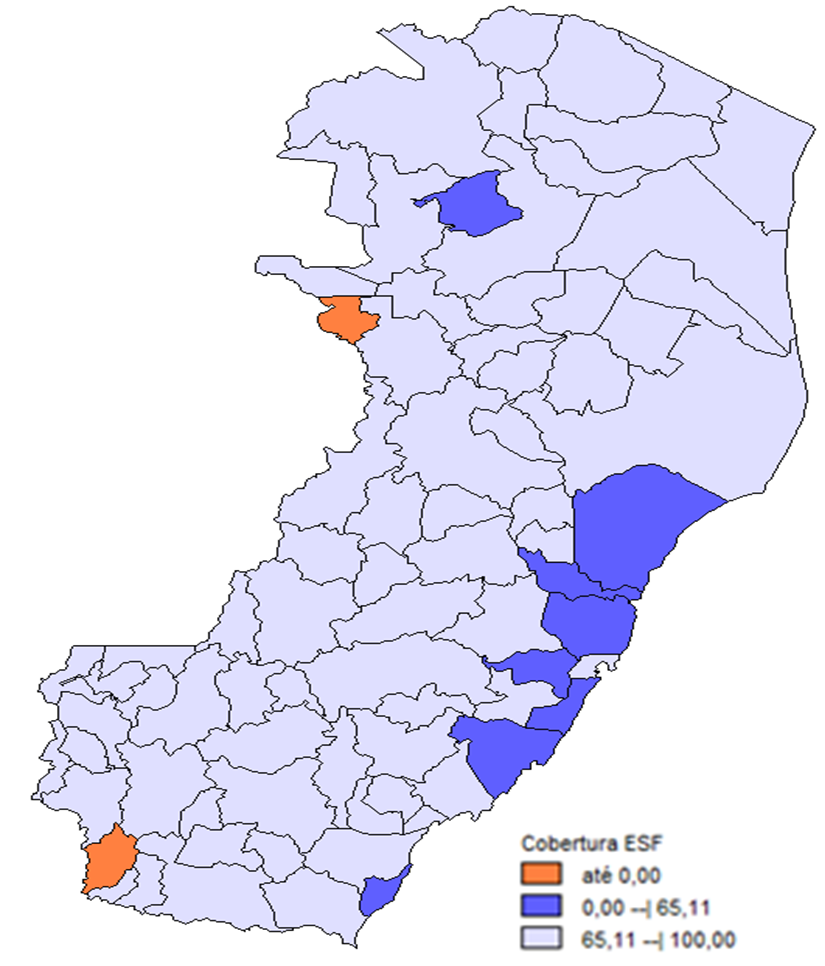 Cobertura ESF
até 0,00
0,00 --| 65,11
65,11 --| 100,00